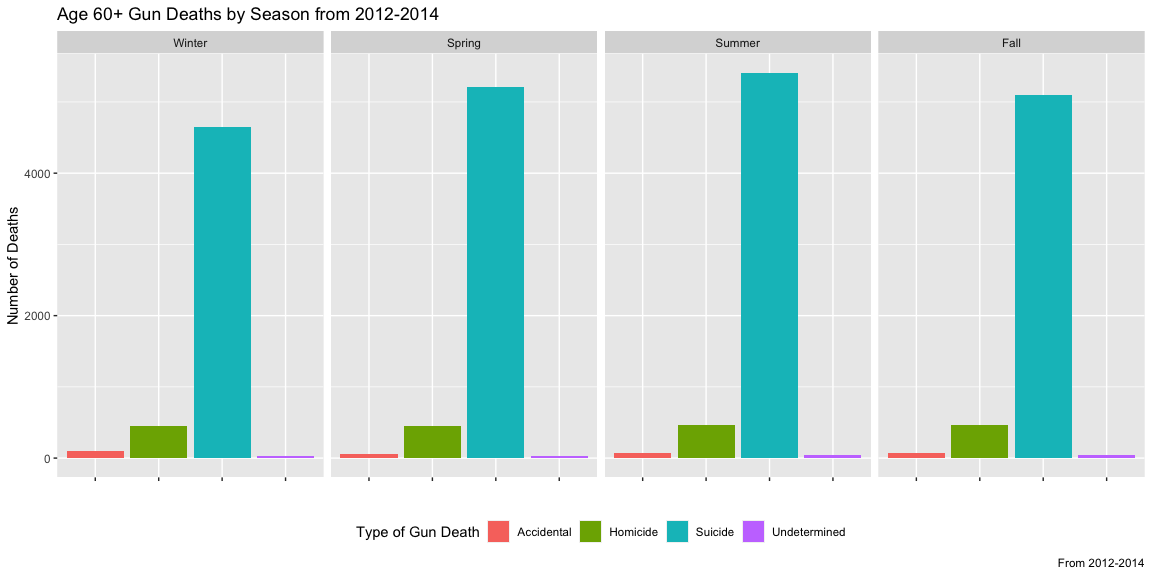 Age 60+ Gun Deaths by Season from 2012-2014
Winter Spring Summer Fall
Number of Deaths
4000
2000
0
Type of Gun Death Accidental Homicide Suicide Undetermined
From 2012-2014